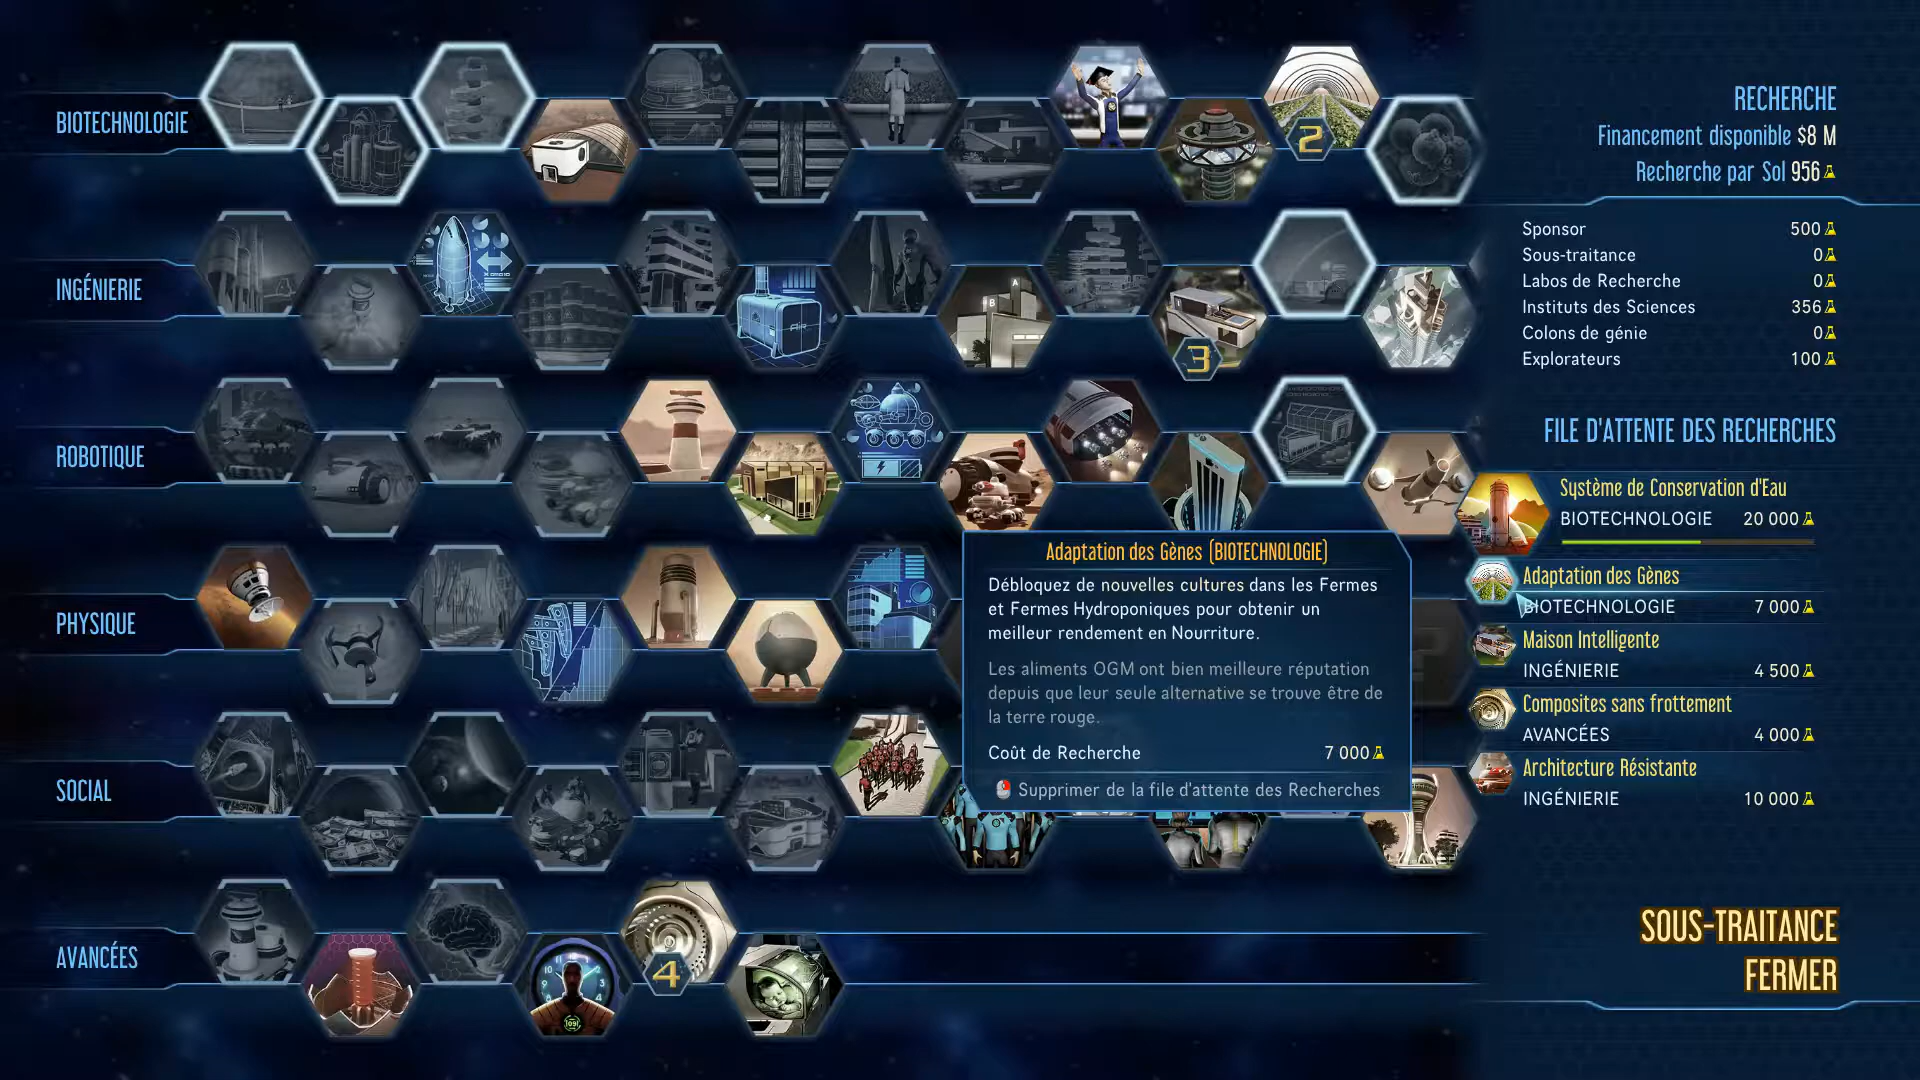 BIOTECHNOLOGIE
INGÉNIERIE
ROBOTIQUE
PHYSIQUE
SOCIAL
AVANCÉES
2
3
4
A
B
RECHERCHE
Financement disponible $8 M
Recherche par Sol 956
Sponsor 500
Sous-traitance 0
Labos de Recherche 0
Instituts des Sciences 356
Colons de génie 0
Explorateurs 100
FILE D'ATTENTE DES RECHERCHES
Système de Conservation d'Eau
BIOTECHNOLOGIE 20 000
Adaptation des Gènes
BIOTECHNOLOGIE 7 000
Maison Intelligente
INGÉNIERIE 4 500
Composites sans frottement
AVANCÉES 4 000
Architecture Résistante
INGÉNIERIE 10 000
Adaptation des Gènes (BIOTECHNOLOGIE)
Débloquez de nouvelles cultures dans les Fermes
et Fermes Hydroponiques pour obtenir un
meilleur rendement en Nourriture.
Les aliments OGM ont bien meilleure réputation
depuis que leur seule alternative se trouve être de
la terre rouge.
Coût de Recherche 7 000
Supprimer de la file d'attente des Recherches
SOUS-TRAITANCE
FERMER